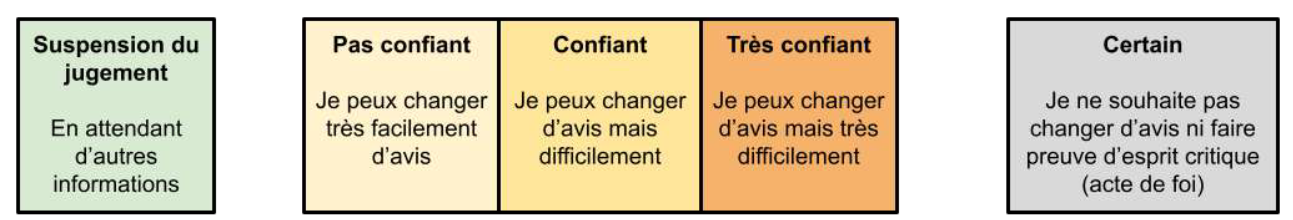 Suspension du
jugement
En attendant
d'autres
informations
Pas confiant
Je peux changer
très facilement
d'avis
Confiant
Je peux changer
d'avis mais
difficilement
Très confiant
Je peux changer
d'avis mais très
difficilement
Certain
Je ne souhaite pas
changer d'avis ni faire
preuve d'esprit critique
(acte de foi)